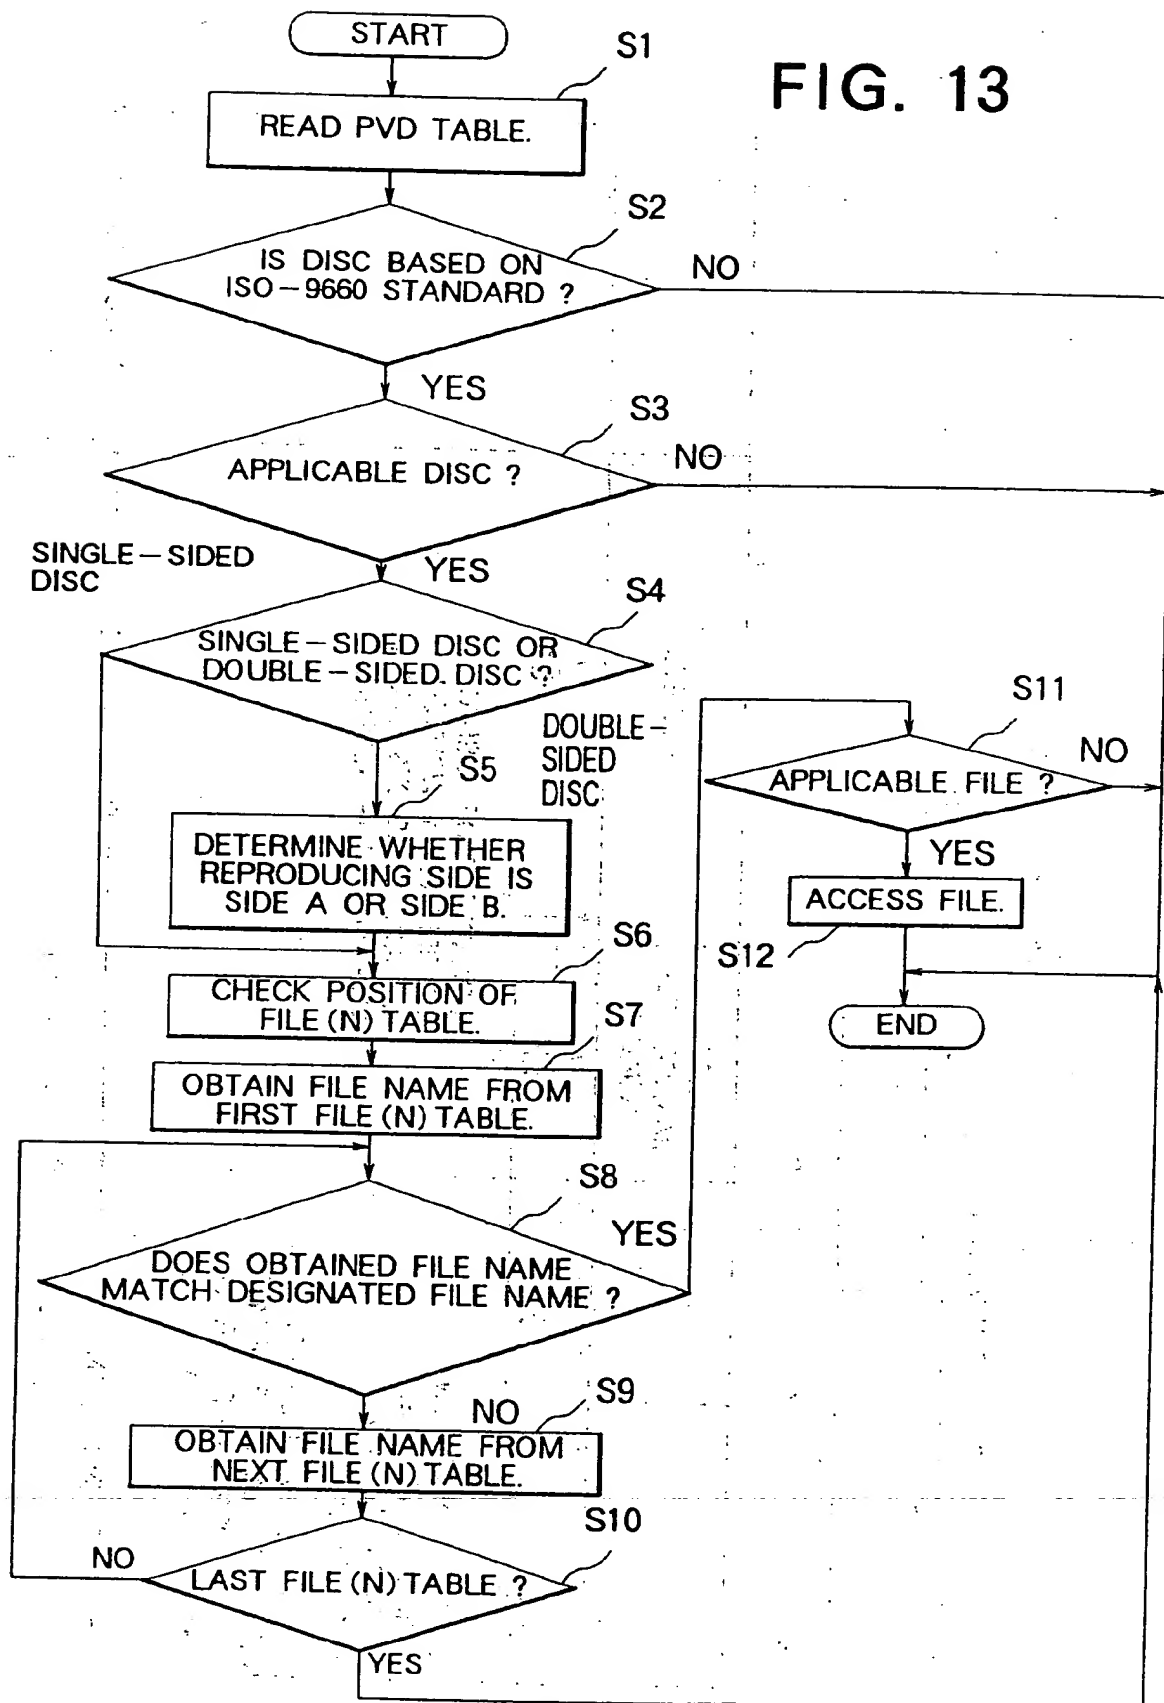 START
S1
FIG. 13
READ PVD TABLE.
S2
IS DISC BASED ON
ISO-9660 STANDARD ?
NO
YES
S3
APPLICABLE DISC ?
NO
SINGLE-SIDED
DISC
YES
S4
SINGLE-SIDED DISC OR
DOUBLE-SIDED DISC ?
DOUBLE-
SIDED
DISC
S5
DETERMINE WHETHER
REPRODUCING SIDE IS
SIDE A OR SIDE B.
S6
CHECK POSITION OF
FILE (N) TABLE.
S7
OBTAIN FILE NAME FROM
FIRST FILE (N) TABLE.
S8
YES
DOES OBTAINED FILE NAME
MATCH DESIGNATED FILE NAME ?
NO
S9
OBTAIN FILE NAME FROM
NEXT FILE (N) TABLE.
S10
NO
LAST FILE (N) TABLE ?
YES
S11
APPLICABLE FILE ?
NO
YES
ACCESS FILE.
S12
END